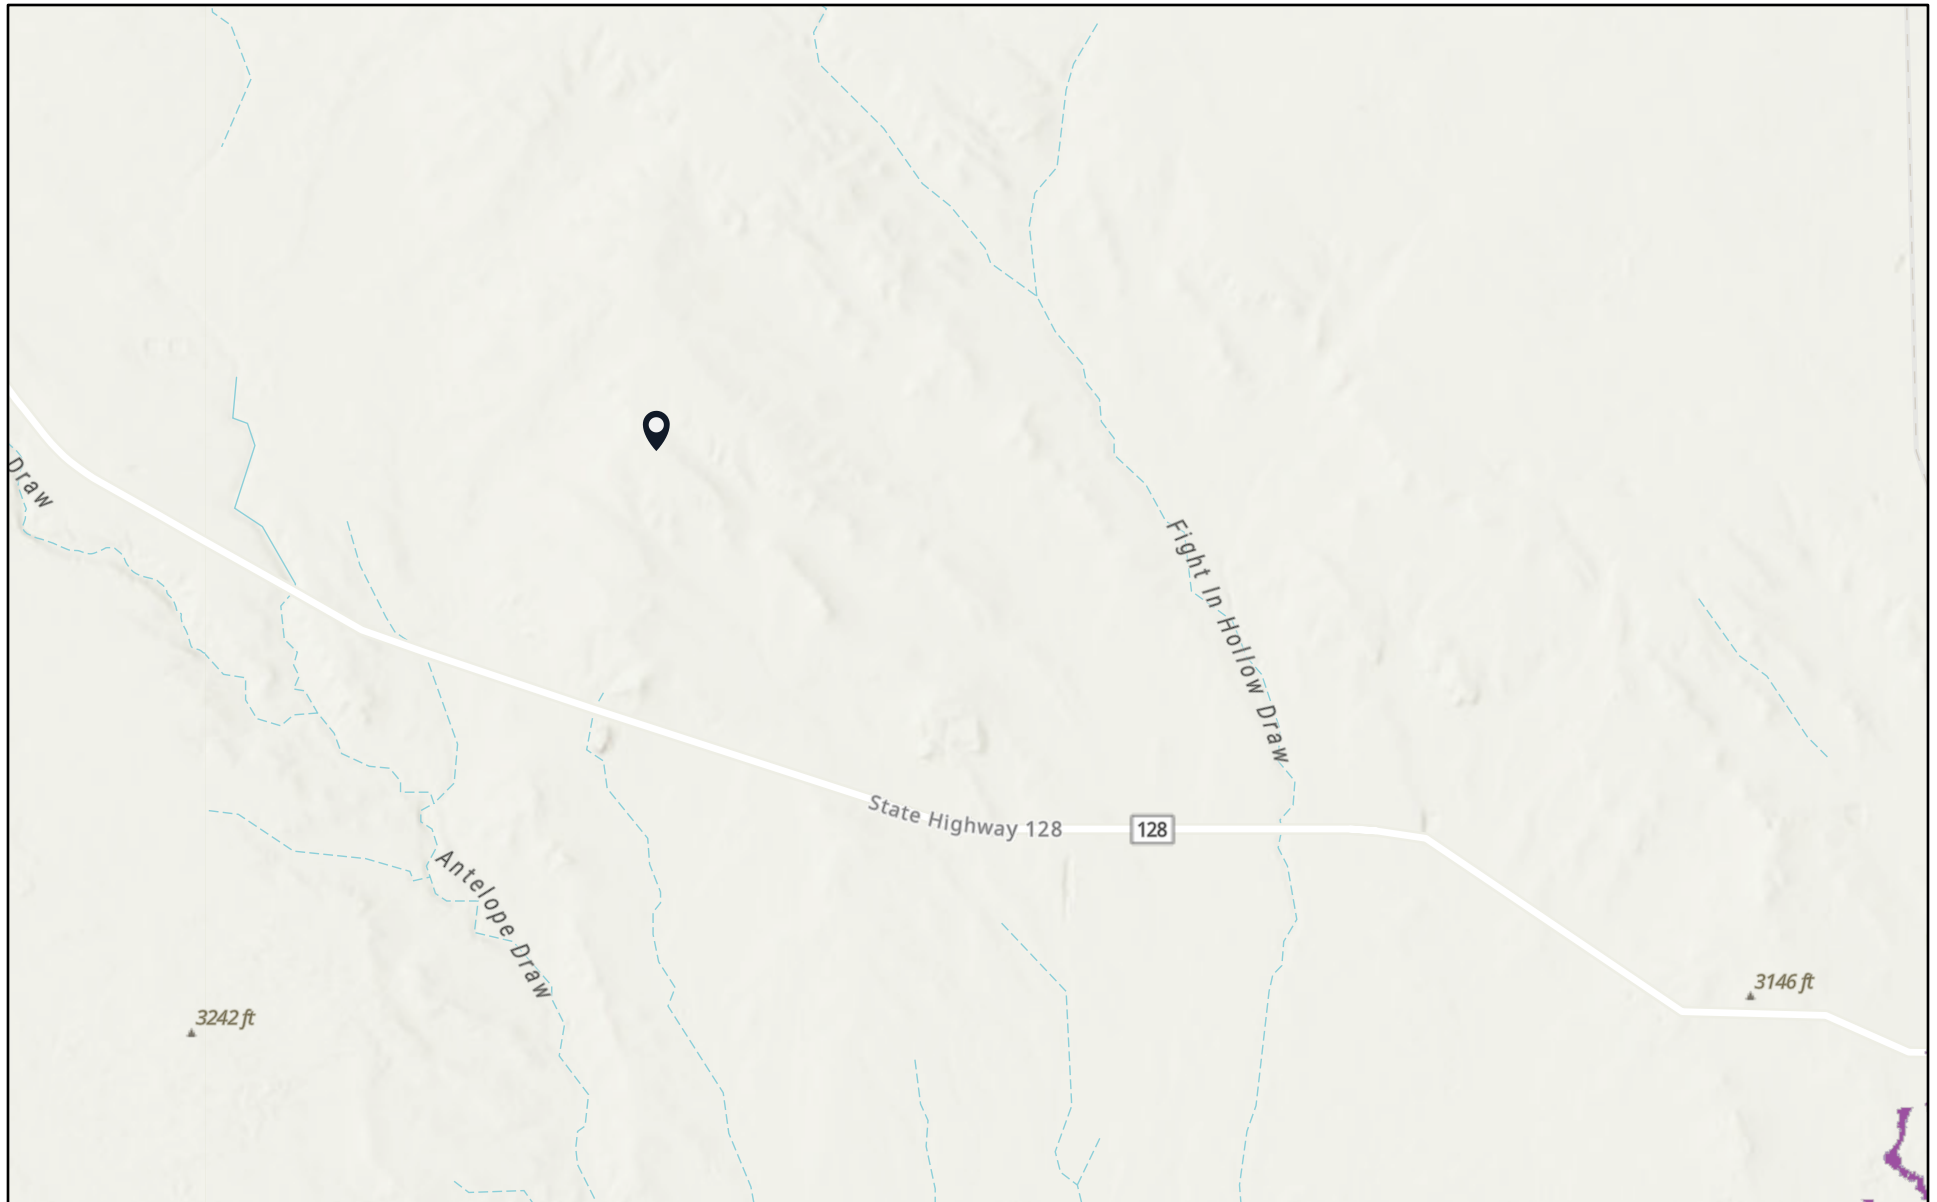 Draw
Fight In Hollow Draw
State Highway 128
128
Antelope Draw
3146 ft
3242 ft